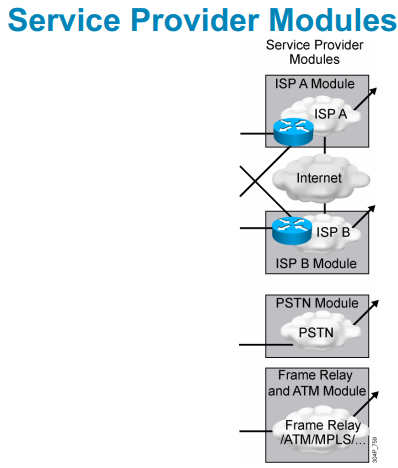 Service Provider Modules
Service Provider
Modules
ISP A Module
ISP A
Internet
ISP B
ISP B Module
PSTN Module
PSTN
Frame Relay
and ATM Module
Frame Relay
/ATM/MPLS/...
304P_759